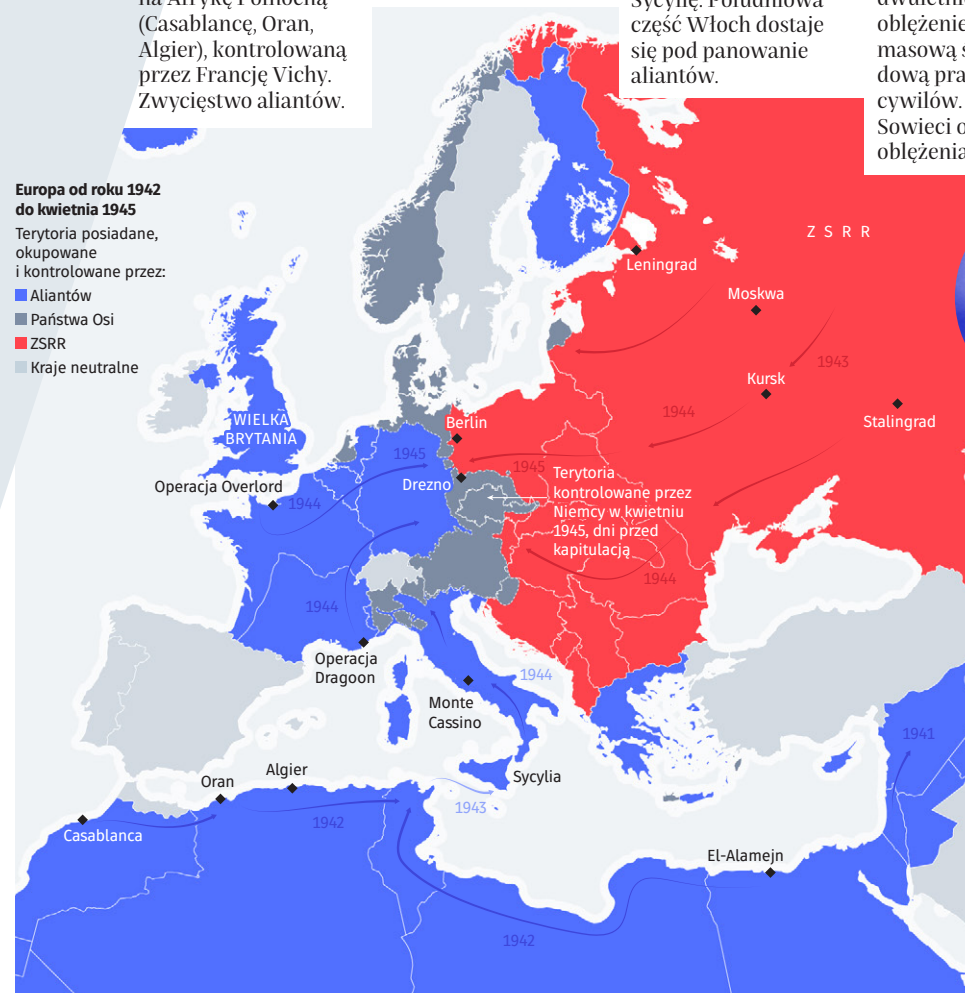 na Afrykę Północną
(Casablancę, Oran,
Algier), kontrolowaną
przez Francję Vichy.
Zwycięstwo aliantów.
Sycylię. Południowa
część Włoch dostaje
się pod panowanie
aliantów.
oblężenie
masową
cywilów.
Sowieci
oblężenia
Europa od roku 1942
do kwietnia 1945
Terytoria posiadane,
okupowane
i kontrolowane przez:
Aliantów
Państwa Osi
ZSRR
Kraje neutralne
ZSRR
Leningrad
Moskwa
1943
Kursk
1944
Stalingrad
WIELKA
BRYTANIA
Berlin
1945
1945
Drezno
Operacja Overlord
1944
Terytoria
kontrolowane przez
Niemcy w kwietniu
1945, dni przed
kapitulacją
1944
1944
Operacja
Dragoon
1944
Monte
Cassino
1941
Oran
Algier
Sycylia
1943
Casablanca
1942
El-Alamejn
1942